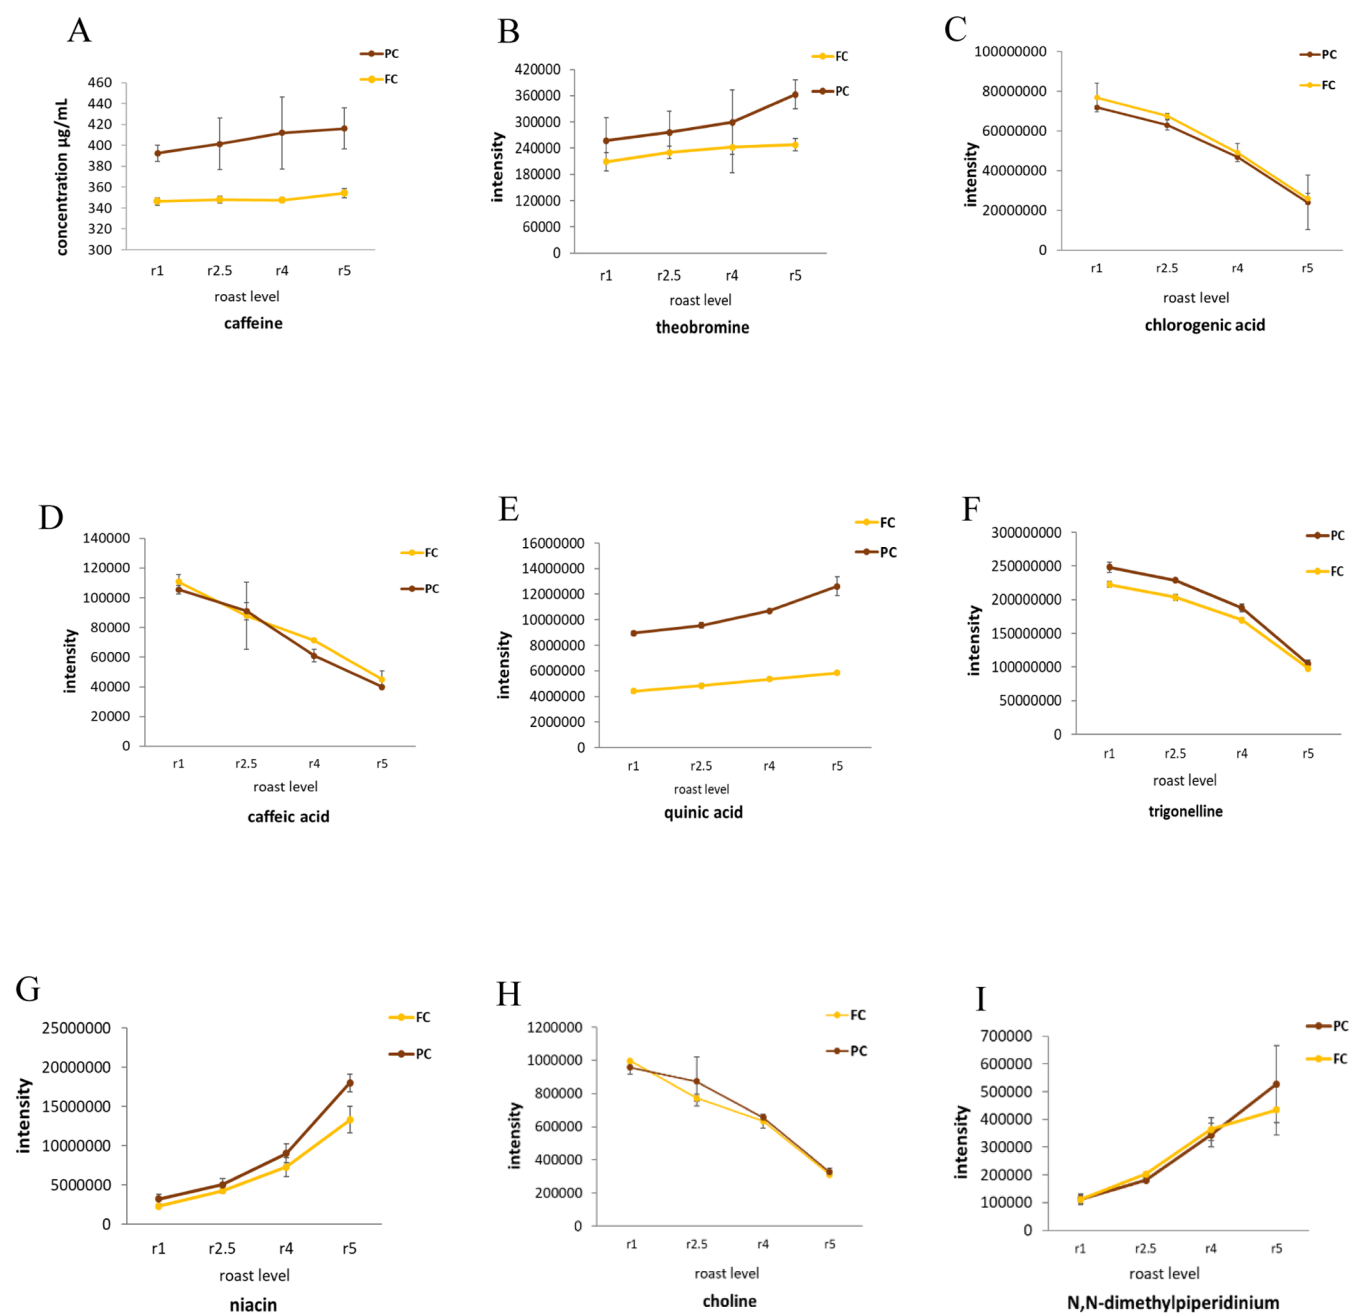 A
PC
FC
concentration µg/mL
460
440
420
400
380
360
340
320
300
r1 r2.5 r4 r5
roast level
caffeine
B
FC
PC
intensity
420000
360000
300000
240000
180000
120000
60000
0
r1 r2.5 r4 r5
roast level
theobromine
C
PC
FC
intensity
100000000
80000000
60000000
40000000
20000000
0
r1 r2.5 r4 r5
roast level
chlorogenic acid
D
FC
PC
intensity
140000
120000
100000
80000
60000
40000
20000
0
r1 r2.5 r4 r5
roast level
caffeic acid
E
FC
PC
intensity
16000000
14000000
12000000
10000000
8000000
6000000
4000000
2000000
0
r1 r2.5 r4 r5
roast level
quinic acid
F
PC
FC
intensity
300000000
250000000
200000000
150000000
100000000
50000000
0
r1 r2.5 r4 r5
roast level
trigonelline
G
FC
PC
intensity
25000000
20000000
15000000
10000000
5000000
0
r1 r2.5 r4 r5
roast level
niacin
H
FC
PC
intensity
1200000
1000000
800000
600000
400000
200000
0
r1 r2.5 r4 r5
roast level
choline
I
PC
FC
intensity
700000
600000
500000
400000
300000
200000
100000
0
r1 r2.5 r4 r5
roast level
N,N-dimethylpiperidinium